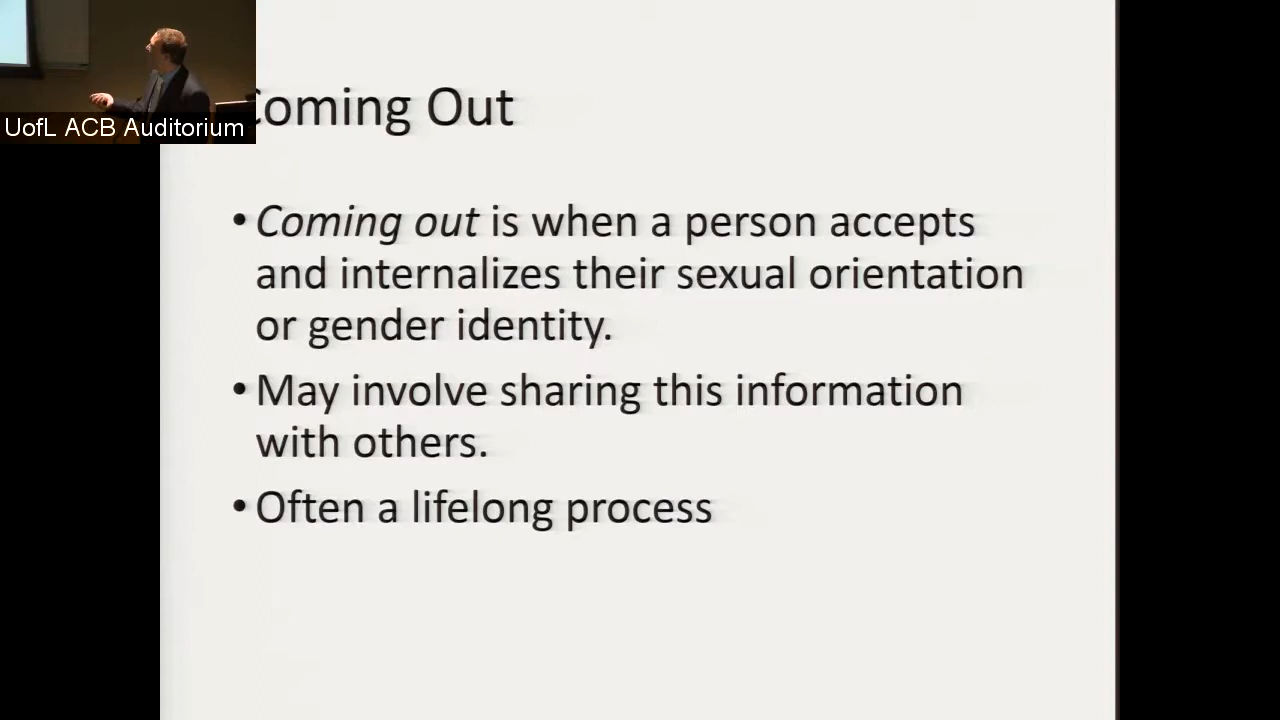 UofL ACB Auditorium
Coming Out
• Coming out is when a person accepts
and internalizes their sexual orientation
or gender identity.
• May involve sharing this information
with others.
• Often a lifelong process